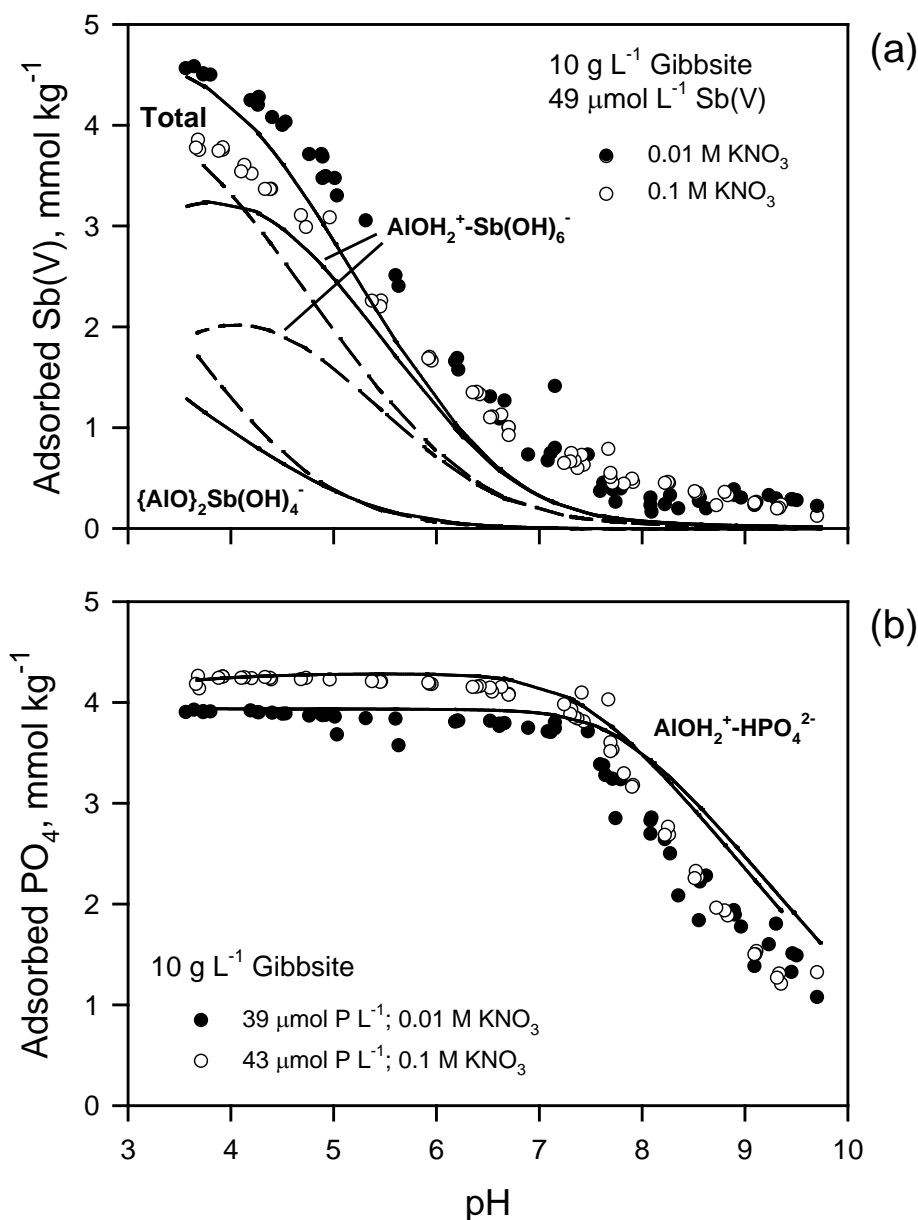 (a)
10 g L⁻¹ Gibbsite
49 μmol L⁻¹ Sb(V)
0.01 M KNO₃
0.1 M KNO₃
Total
AlOH₂⁺-Sb(OH)₆⁻
{AlO}₂Sb(OH)₄⁻
Adsorbed Sb(V), mmol kg⁻¹
5
4
3
2
1
0
(b)
AlOH₂⁺-HPO₄²⁻
10 g L⁻¹ Gibbsite
39 μmol P L⁻¹; 0.01 M KNO₃
43 μmol P L⁻¹; 0.1 M KNO₃
Adsorbed PO₄, mmol kg⁻¹
5
4
3
2
1
0
3 4 5 6 7 8 9 10
pH